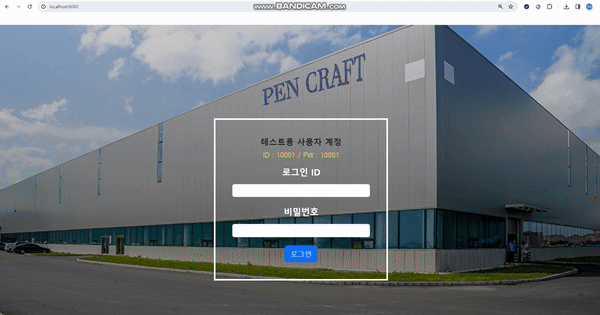 localhost:8080
www.BANDICAM.com
PEN CRAFT
테스트용 사용자 계정
ID : 10001 / PW : 10001
로그인 ID
비밀번호
로그인